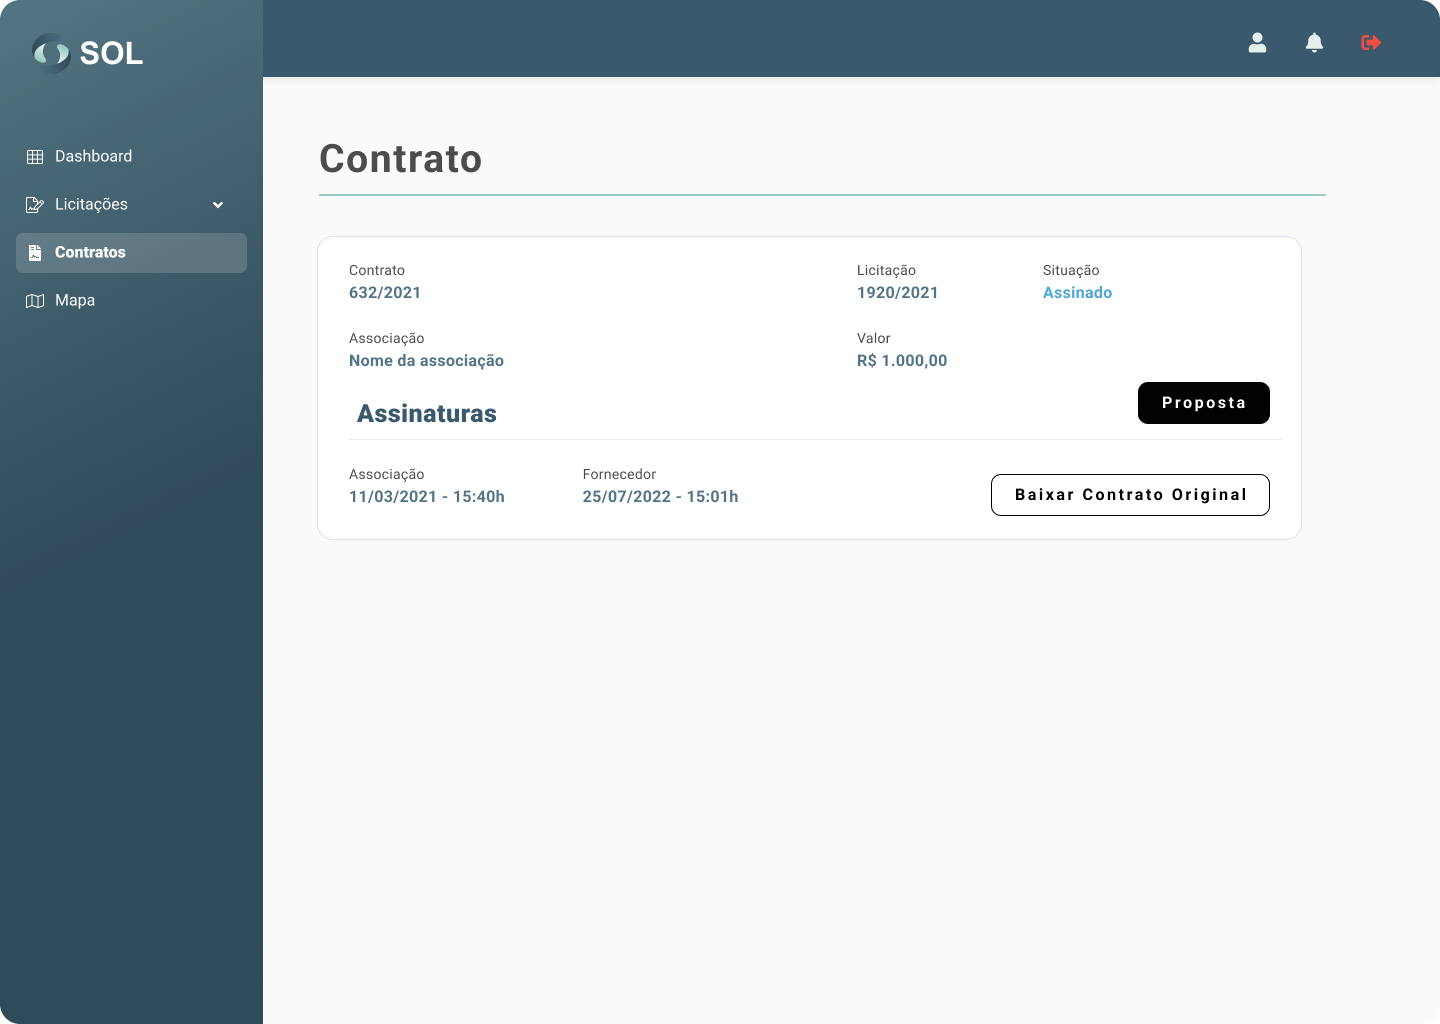 SOL
Dashboard
Licitações
Contratos
Mapa
Contrato
Contrato
632/2021
Licitação
1920/2021
Situação
Assinado
Associação
Nome da associação
Valor
R$ 1.000,00
Proposta
Assinaturas
Associação
11/03/2021 - 15:40h
Fornecedor
25/07/2022 - 15:01h
Baixar Contrato Original